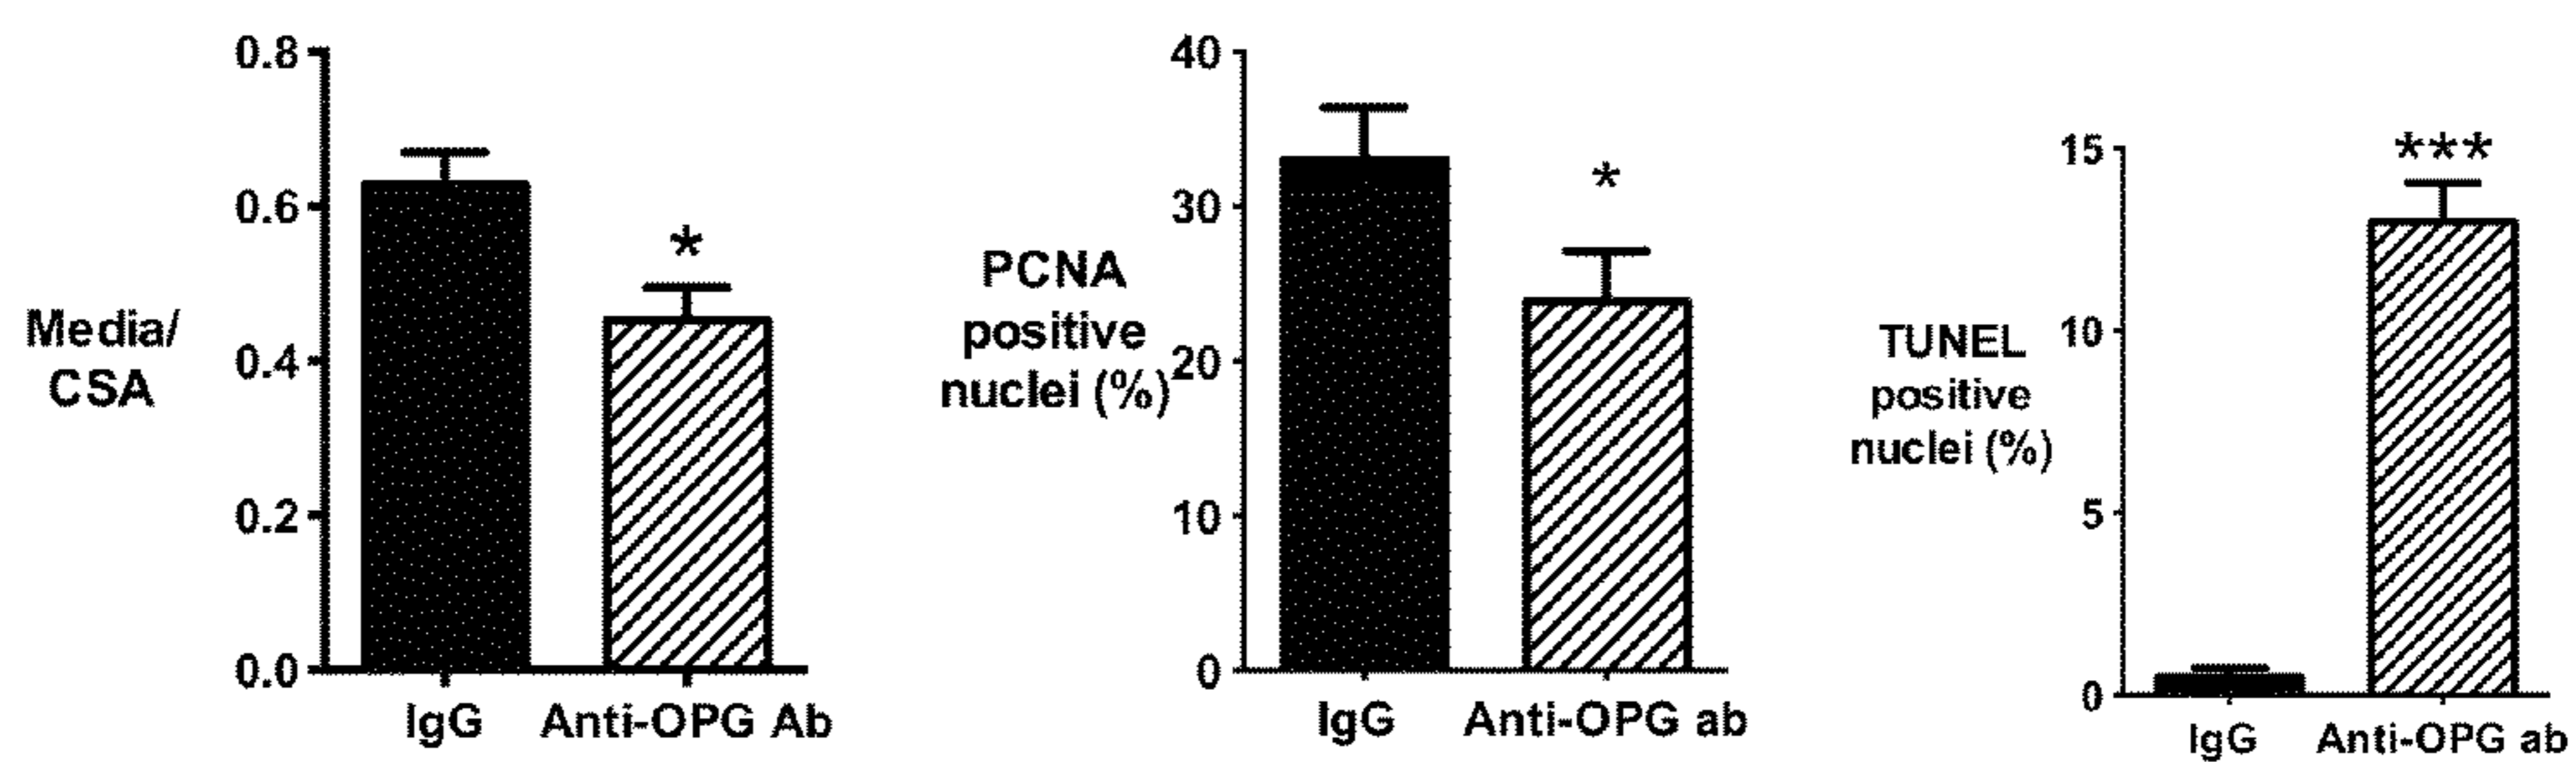 0.8
0.6
0.4
0.2
0.0
Media/
CSA
*
IgG
Anti-OPG Ab
40
30
20
10
0
PCNA
positive
nuclei (%)
*
IgG
Anti-OPG ab
15
10
5
0
TUNEL
positive
nuclei (%)
***
IgG
Anti-OPG ab